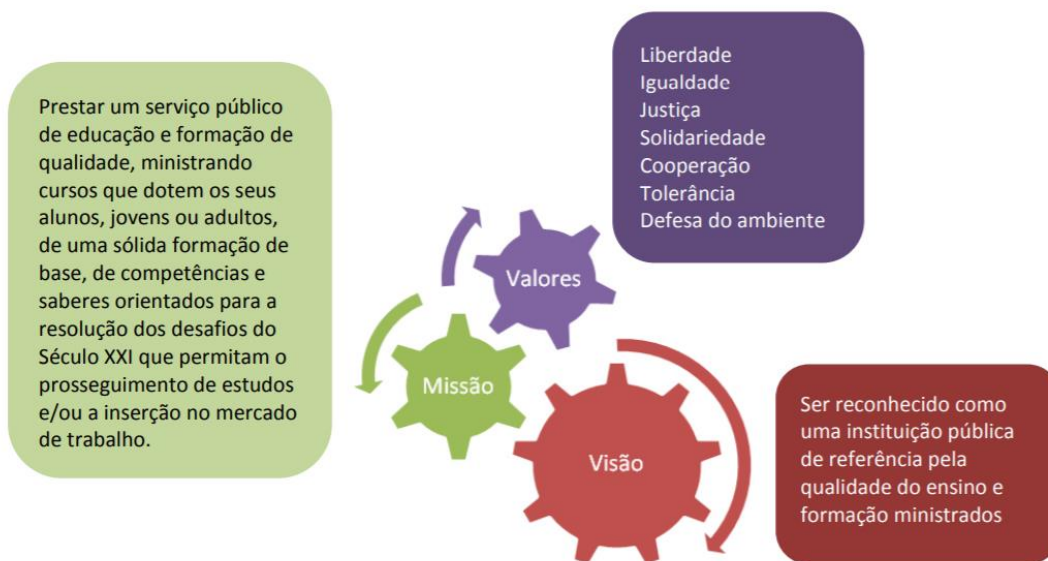 Prestar um serviço público
de educação e formação de
qualidade, ministrando
cursos que dotem os seus
alunos, jovens ou adultos,
de uma sólida formação de
base, de competências e
saberes orientados para a
resolução dos desafios do
Século XXI que permitam o
prosseguimento de estudos
e/ou a inserção no mercado
de trabalho.
Liberdade
Igualdade
Justiça
Solidariedade
Cooperação
Tolerância
Defesa do ambiente
Valores
Missão
Visão
Ser reconhecido como
uma instituição pública
de referência pela
qualidade do ensino e
formação ministrados